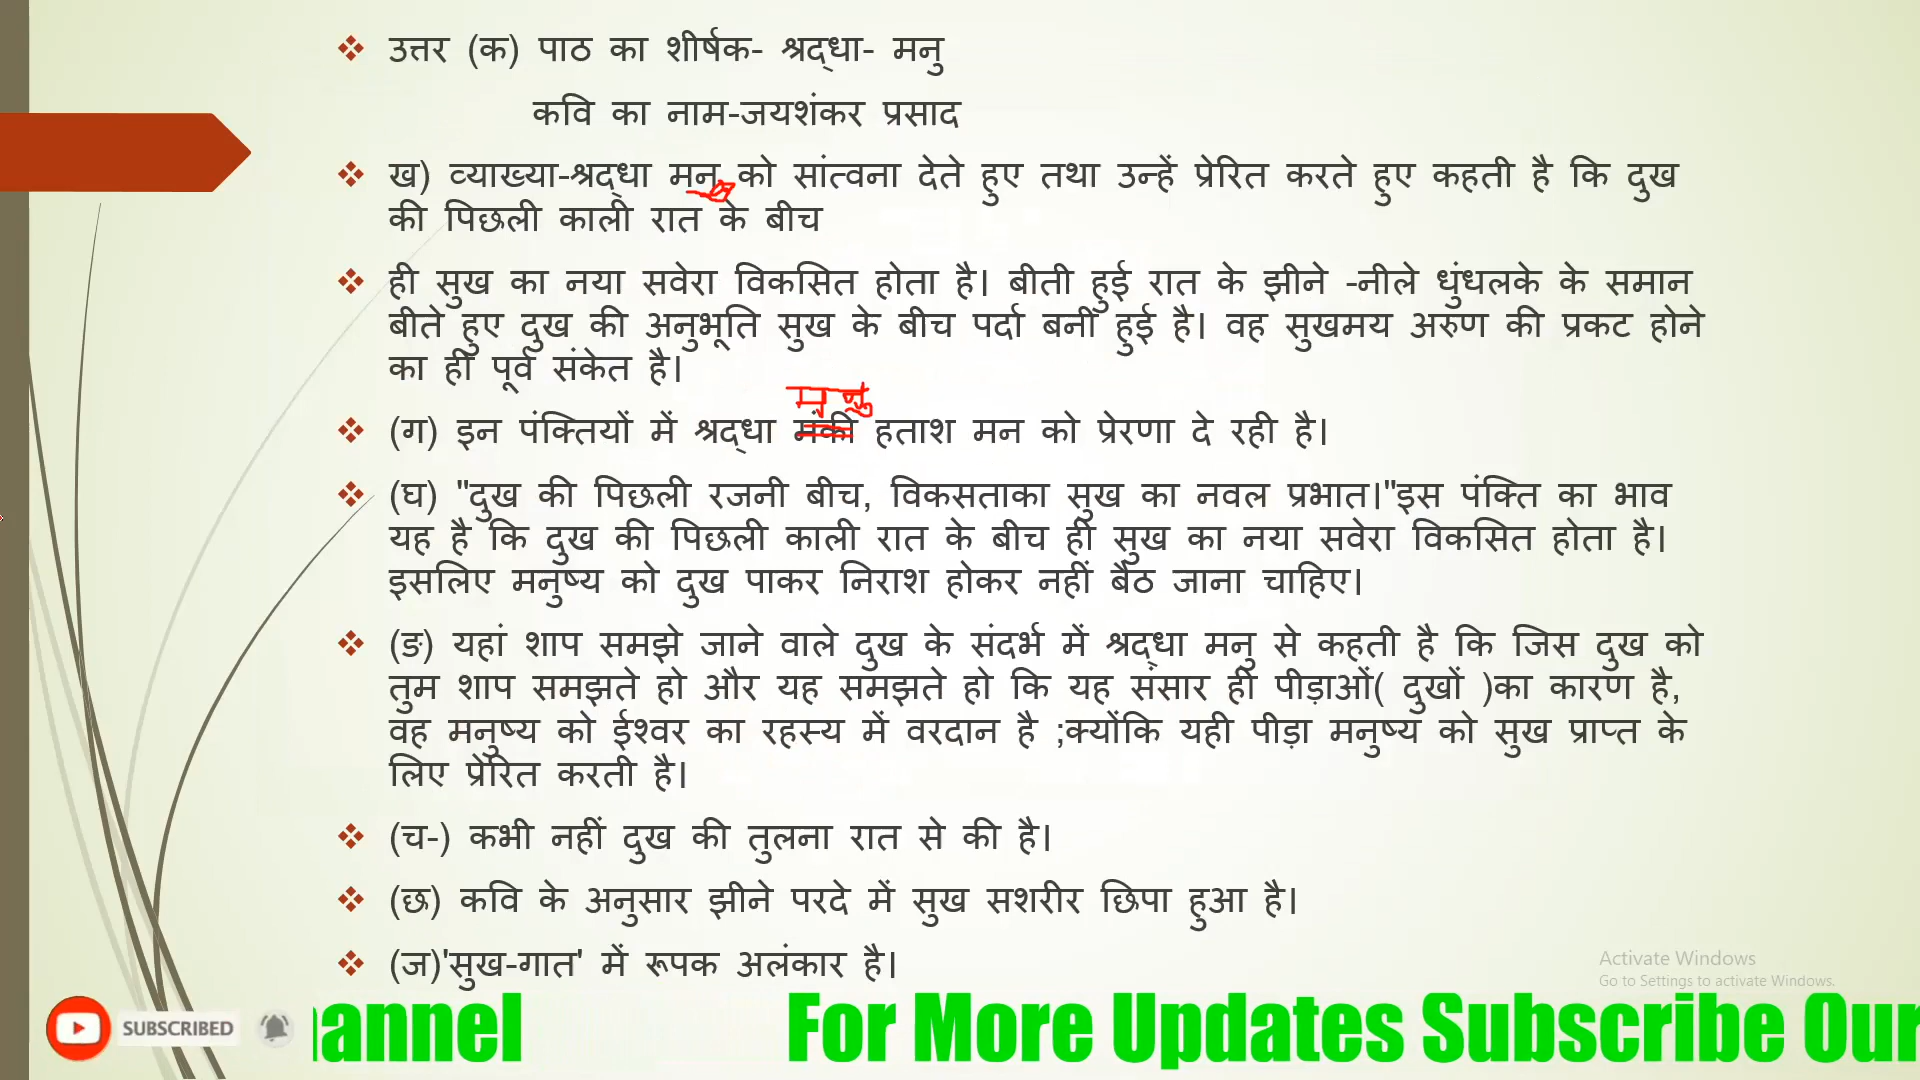 उत्तर (क) पाठ का शीर्षक- श्रद्धा- मनु
कवि का नाम-जयशंकर प्रसाद
ख) व्याख्या-श्रद्धा मन को सांत्वना देते हुए तथा उन्हें प्रेरित करते हुए कहती है कि दुख
की पिछली काली रात के बीच
ही सुख का नया सवेरा विकसित होता है। बीती हुई रात के झीने -नीले धुंधलके के समान
बीते हुए दुख की अनुभूति सुख के बीच पर्दा बनी हुई है। वह सुखमय अरुण की प्रकट होने
का ही पूर्व संकेत है।
मनु
(ग) इन पंक्तियों में श्रद्धा मंकी हताश मन को प्रेरणा दे रही है।
(घ) "दुख की पिछली रजनी बीच, विकसताका सुख का नवल प्रभात।"इस पंक्ति का भाव
यह है कि दुख की पिछली काली रात के बीच ही सुख का नया सवेरा विकसित होता है।
इसलिए मनुष्य को दुख पाकर निराश होकर नहीं बैठ जाना चाहिए।
(ङ) यहां शाप समझे जाने वाले दुख के संदर्भ में श्रद्धा मनु से कहती है कि जिस दुख को
तुम शाप समझते हो और यह समझते हो कि यह संसार ही पीड़ाओं( दुखों )का कारण है,
वह मनुष्य को ईश्वर का रहस्य में वरदान है ;क्योंकि यही पीड़ा मनुष्य को सुख प्राप्त के
लिए प्रेरित करती है।
(च-) कभी नहीं दुख की तुलना रात से की है।
(छ) कवि के अनुसार झीने परदे में सुख सशरीर छिपा हुआ है।
(ज)'सुख-गात' में रूपक अलंकार है।
Activate Windows
Go to Settings to activate Windows.
SUBSCRIBED
hannel For More Updates Subscribe Our